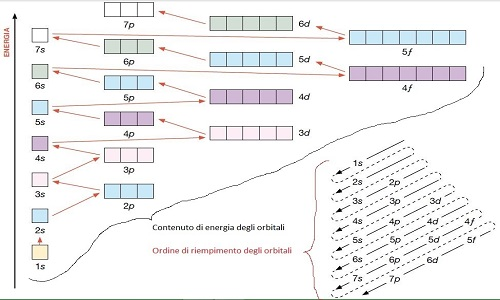 ENERGIA
7p
6d
7s
5f
6p
5d
6s
4f
5p
4d
5s
4p
3d
4s
3p
3s
2p
2s
1s
Contenuto di energia degli orbitali
Ordine di riempimento degli orbitali
1s
2s 2p
3s 3p 3d
4s 4p 4d 4f
5s 5p 5d 5f
6s 6p 6d
7s 7p